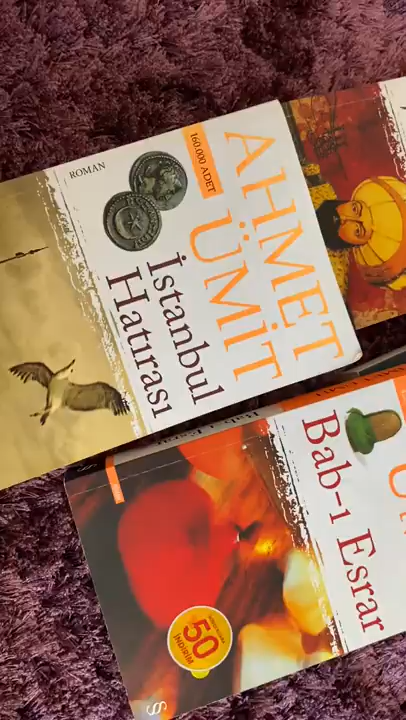 ROMAN
160.000 ADET
AHMET
ÜMİT
İstanbul
Hatırası
Bab-ı Esrar
50
İNDİRİM